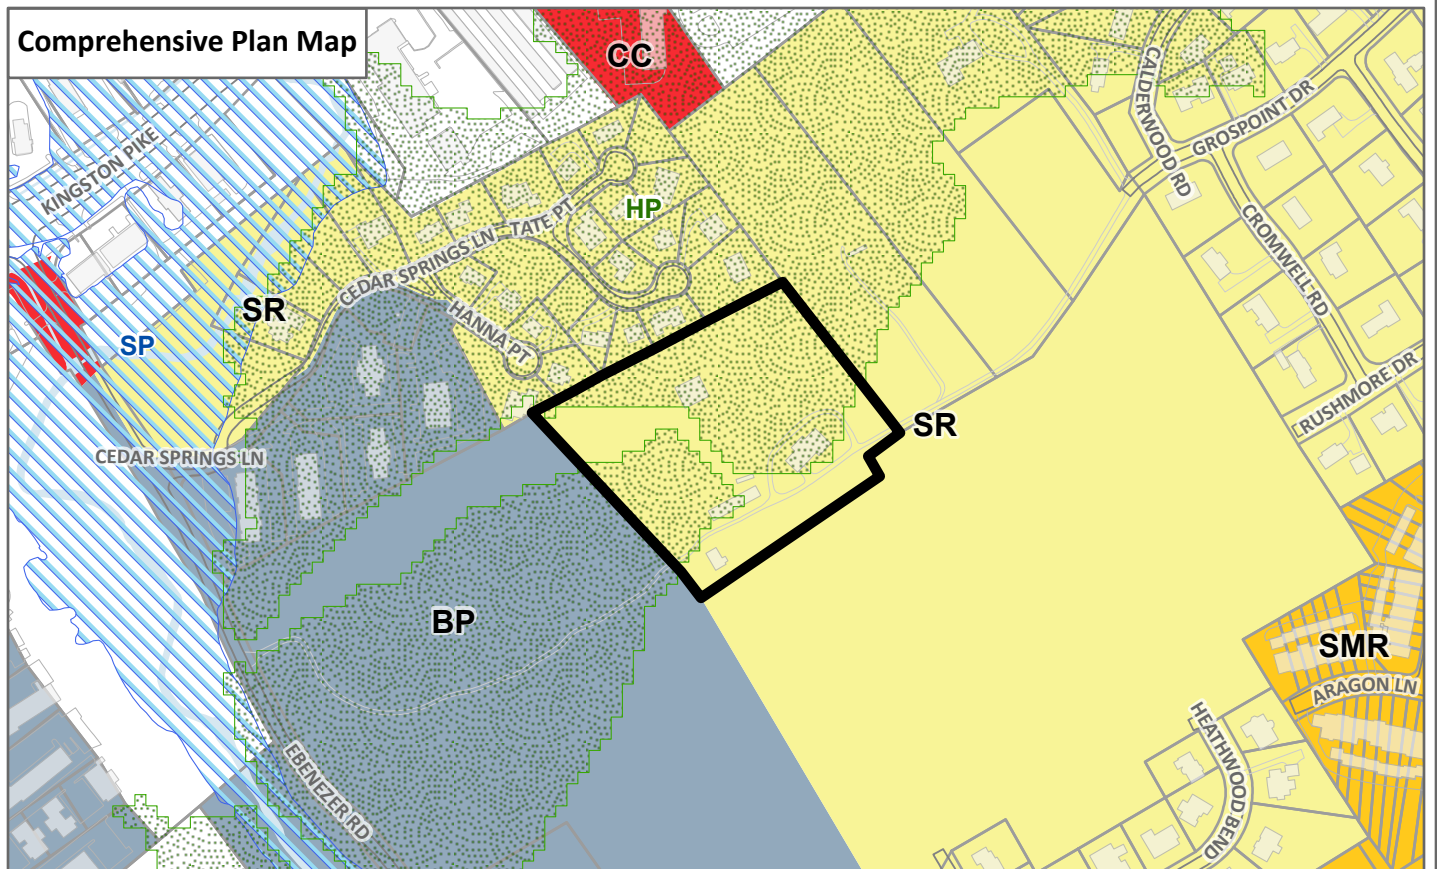 Comprehensive Plan Map
CC
KINGSTON PIKE
CALDERWOOD RD
GROSPOINT DR
HP
TATE PT
CEDAR SPRINGS LN
CROMWELL RD
SR
HANNA PT
SP
RUSHMORE DR
SR
CEDAR SPRINGS LN
BP
SMR
ARAGON LN
HEATHWOOD BEND
EBENEZER RD